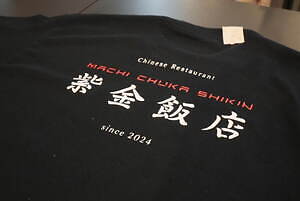 Chinese Restaurant
MACHI CHUKA SHIKIN
紫金飯店
since 2024